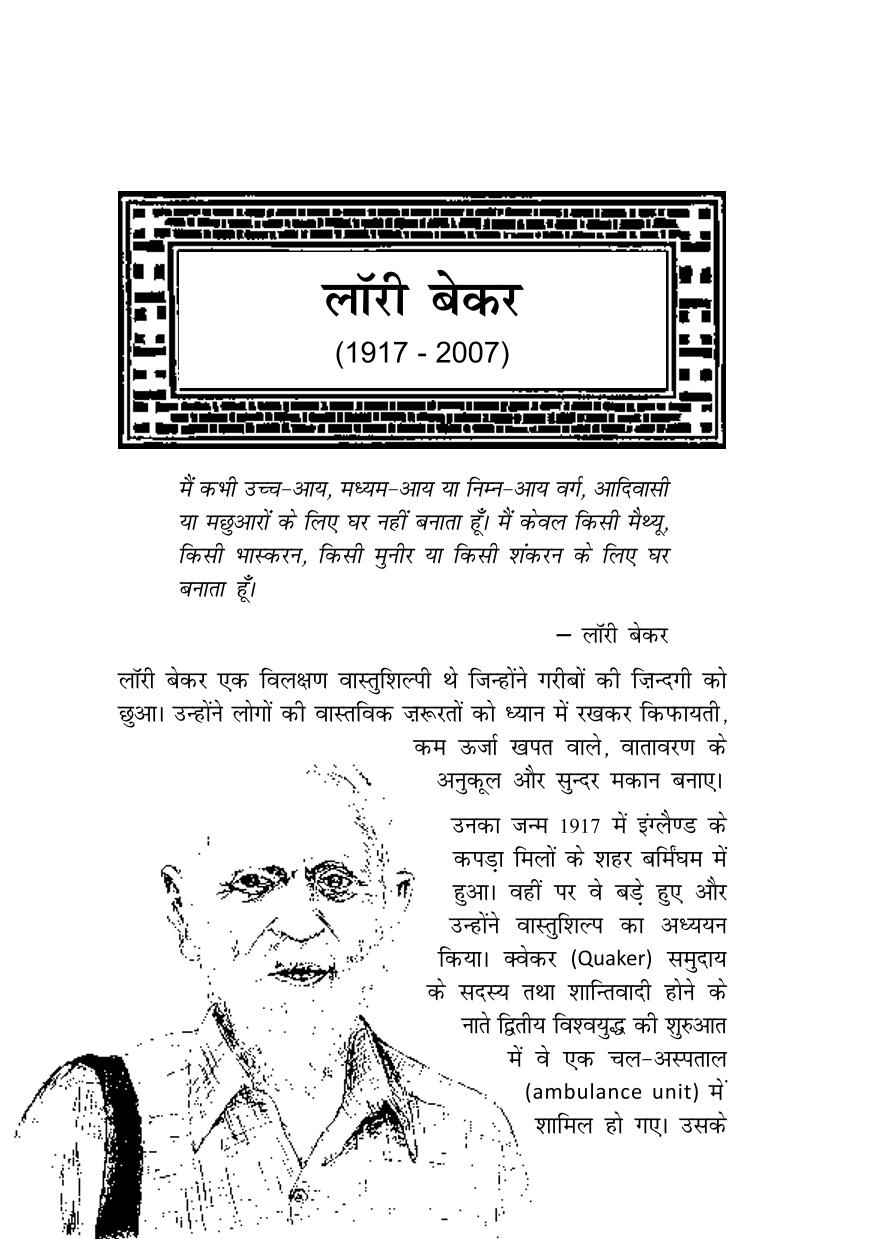 लॉरी बेकर
(1917 - 2007)
मैं कभी उच्च-आय, मध्यम-आय या निम्न-आय वर्ग, आदिवासी
या मछुआरों के लिए घर नहीं बनाता हूँ। मैं केवल किसी मैथ्यू,
किसी भास्करन, किसी मुनीर या किसी शंकरन के लिए घर
बनाता हूँ।
– लॉरी बेकर
लॉरी बेकर एक विलक्षण वास्तुशिल्पी थे जिन्होंने गरीबों की ज़िन्दगी को
छुआ। उन्होंने लोगों की वास्तविक ज़रूरतों को ध्यान में रखकर किफायती,
कम ऊर्जा खपत वाले, वातावरण के
अनुकूल और सुन्दर मकान बनाए।
उनका जन्म 1917 में इंग्लैण्ड के
कपड़ा मिलों के शहर बर्मिंघम में
हुआ। वहीं पर वे बड़े हुए और
उन्होंने वास्तुशिल्प का अध्ययन
किया। क्वेकर (Quaker) समुदाय
के सदस्य तथा शान्तिवादी होने के
नाते द्वितीय विश्वयुद्ध की शुरुआत
में वे एक चल-अस्पताल
(ambulance unit) में
शामिल हो गए। उसके